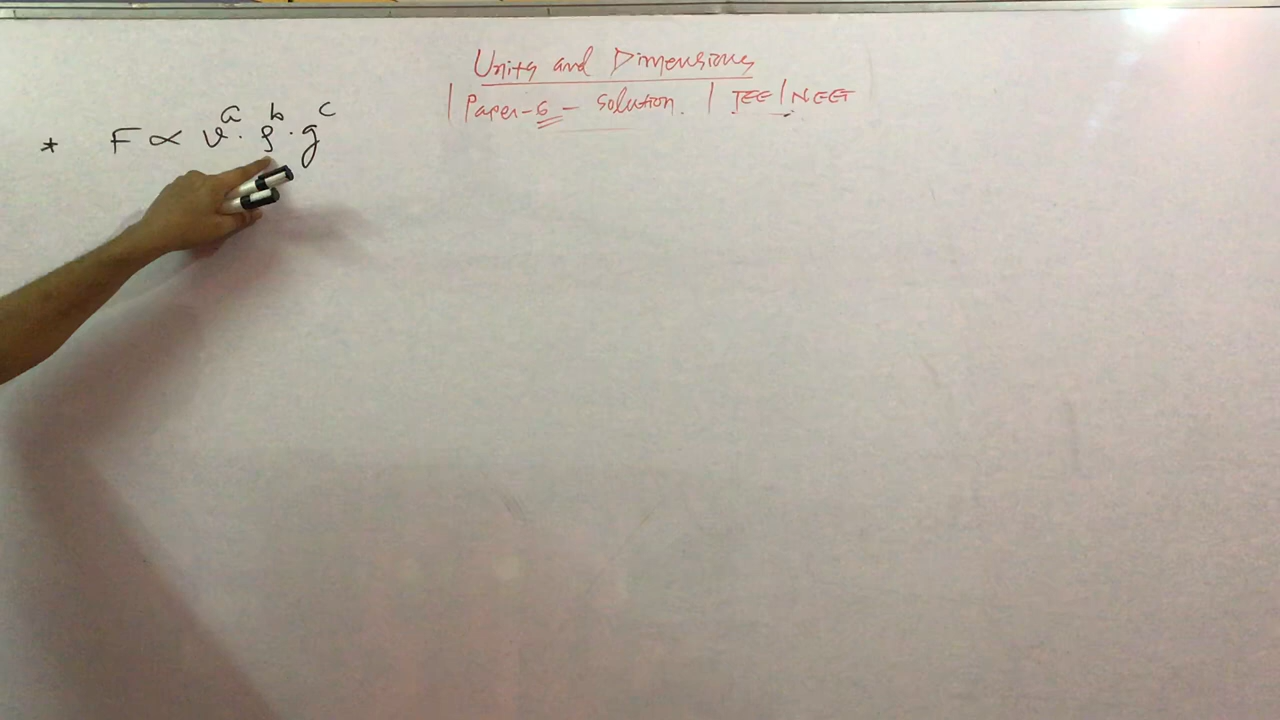 Units and Dimensions
| Paper-6 - Solution. | JEE | NEET
* F ∝ v^a · ρ^b · g^c